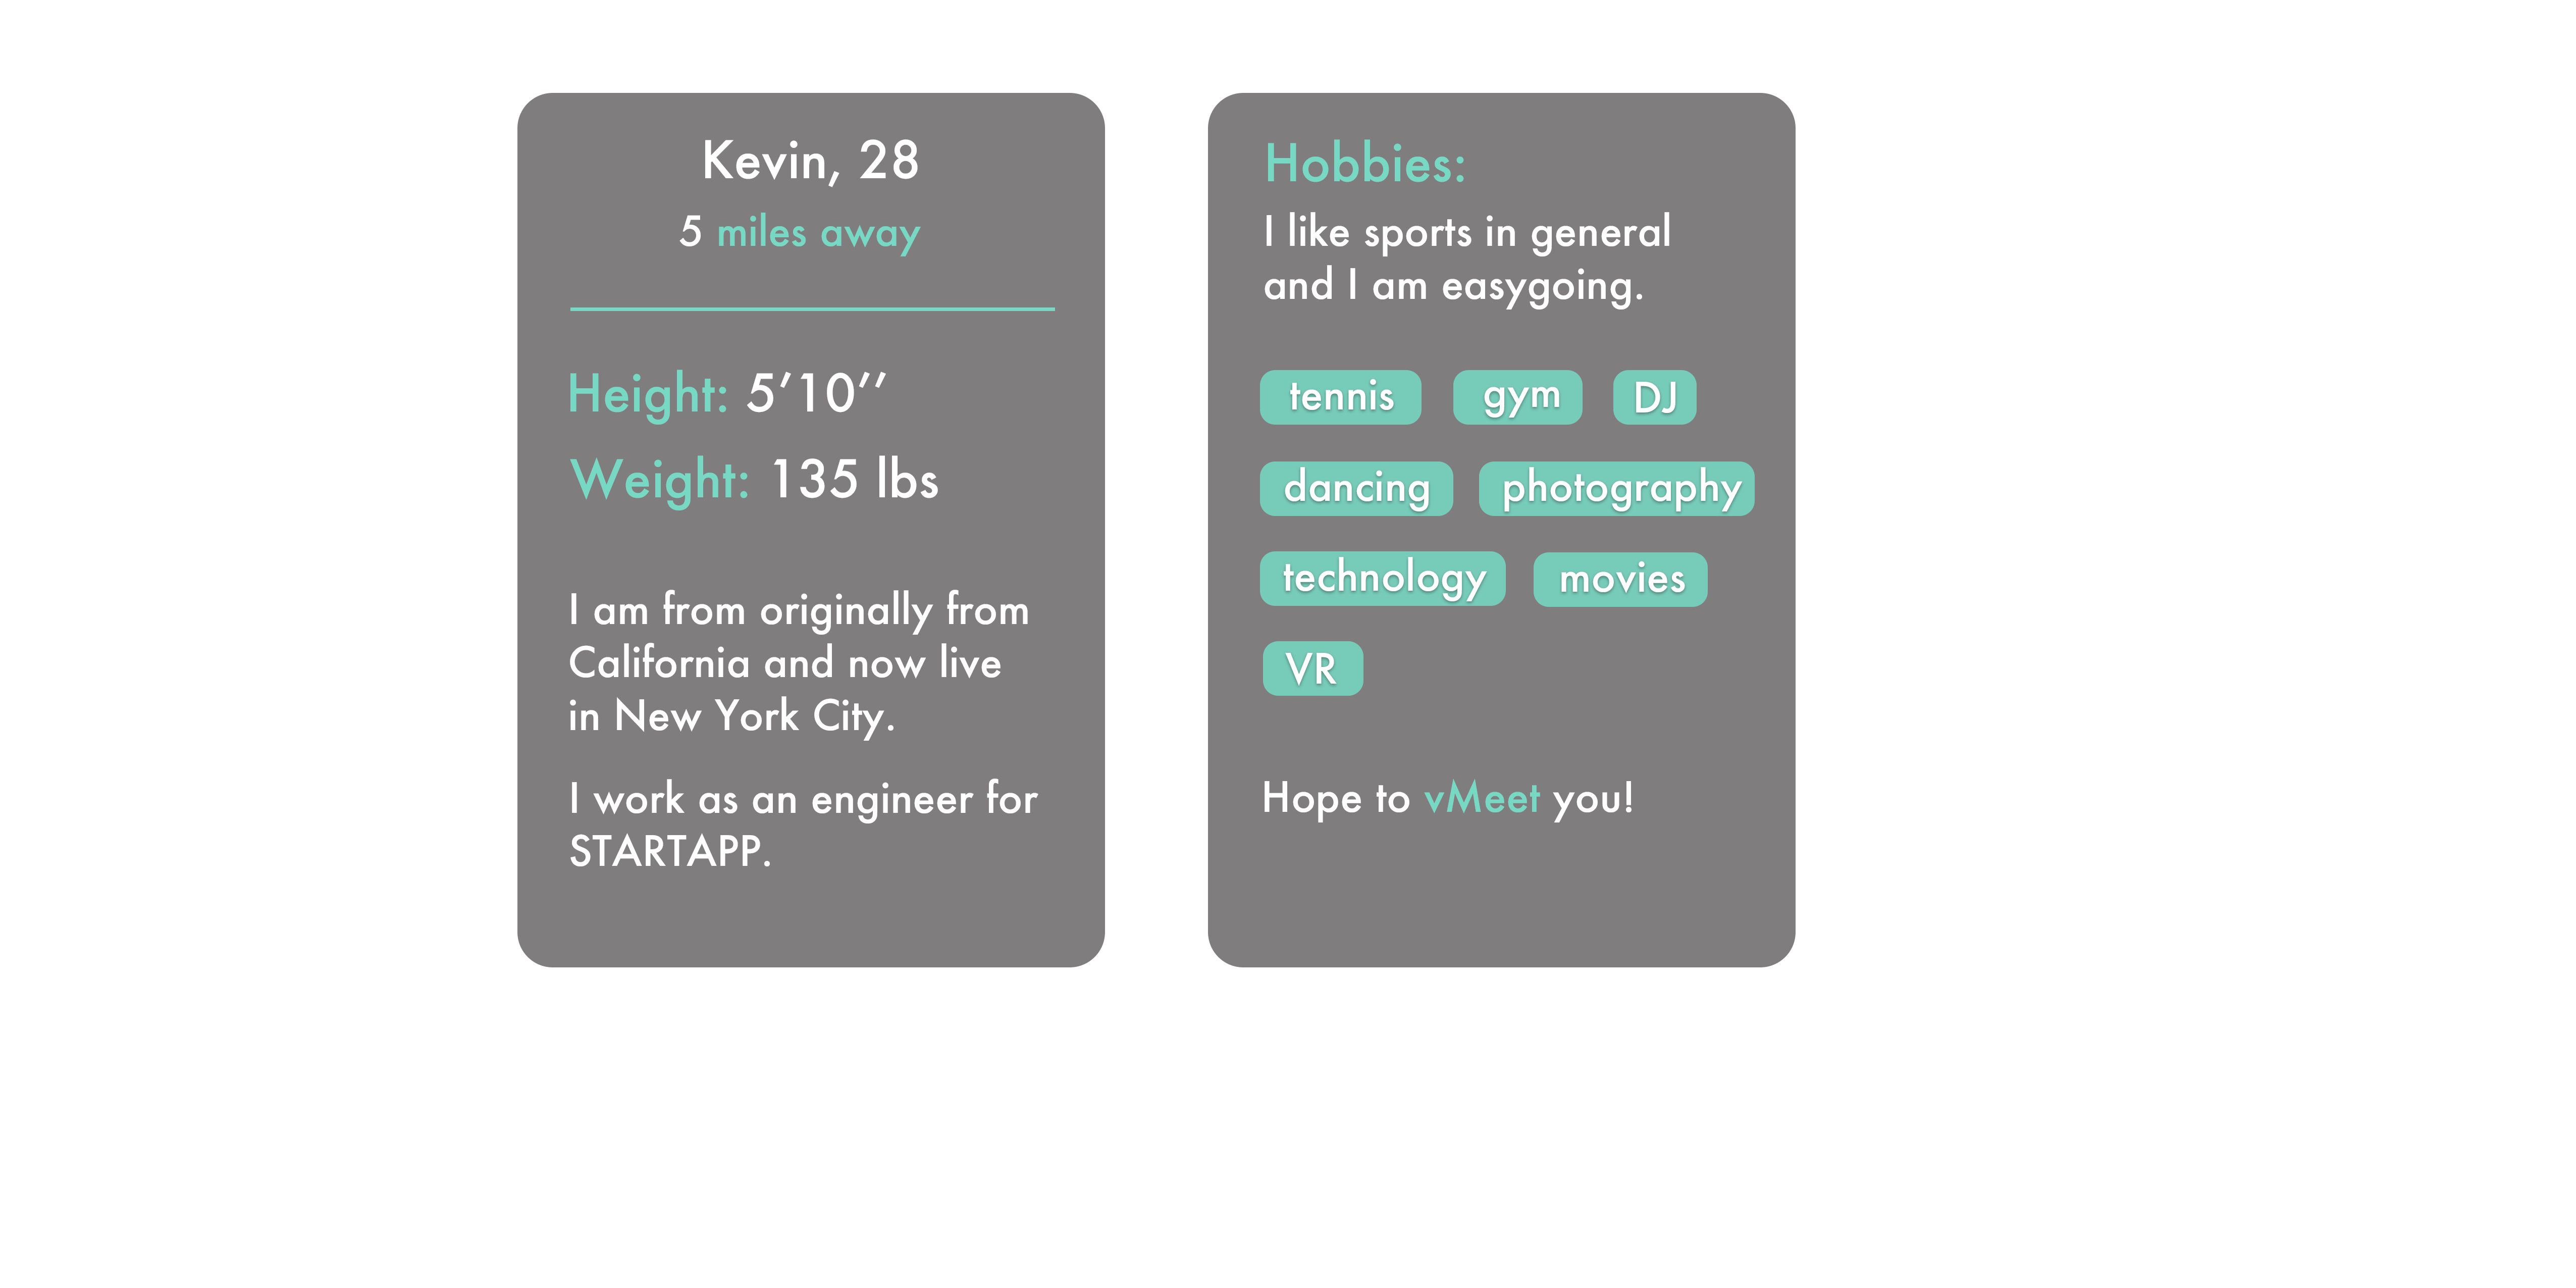 Kevin, 28
5 miles away
Height: 5’10’’
Weight: 135 lbs
I am from originally from
California and now live
in New York City.
I work as an engineer for
STARTAPP.
Hobbies:
I like sports in general
and I am easygoing.
tennis gym DJ
dancing photography
technology movies
VR
Hope to vMeet you!